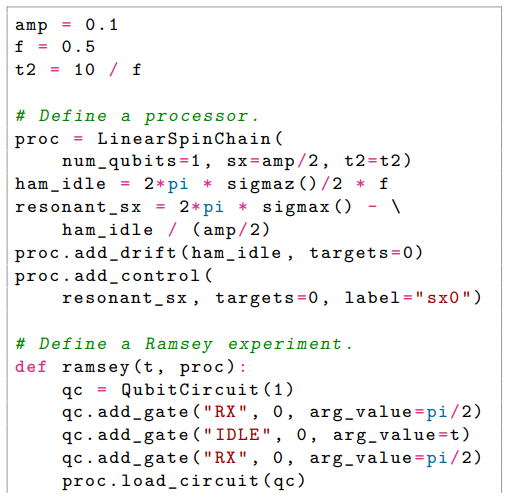 amp = 0.1
f = 0.5
t2 = 10 / f
# Define a processor.
proc = LinearSpinChain(
    num_qubits=1, sx=amp/2, t2=t2)
ham_idle = 2*pi * sigmaz()/2 * f
resonant_sx = 2*pi * sigmax() - \
    ham_idle / (amp/2)
proc.add_drift(ham_idle, targets=0)
proc.add_control(
    resonant_sx, targets=0, label="sx0")
# Define a Ramsey experiment.
def ramsey(t, proc):
    qc = QubitCircuit(1)
    qc.add_gate("RX", 0, arg_value=pi/2)
    qc.add_gate("IDLE", 0, arg_value=t)
    qc.add_gate("RX", 0, arg_value=pi/2)
    proc.load_circuit(qc)